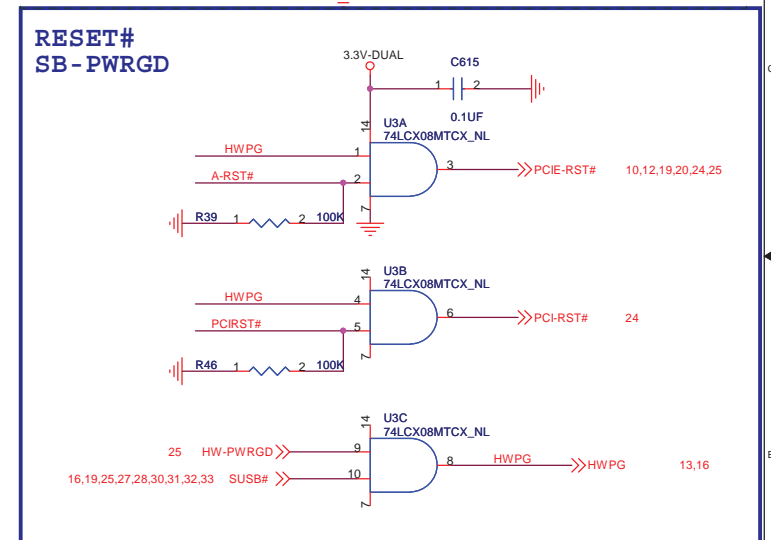 RESET#
SB-PWRGD
3.3V-DUAL
C615
1 2
0.1UF
14
U3A
74LCX08MTCX_NL
HWPG 1
3 PCIE-RST# 10,12,19,20,24,25
A-RST# 2
7
R39 1 2 100K
14
U3B
74LCX08MTCX_NL
HWPG 4
6 PCI-RST# 24
PCIRST# 5
7
R46 1 2 100K
14
U3C
74LCX08MTCX_NL
25 HW-PWRGD 9
8 HWPG HWPG 13,16
16,19,25,27,28,30,31,32,33 SUSB# 10
7